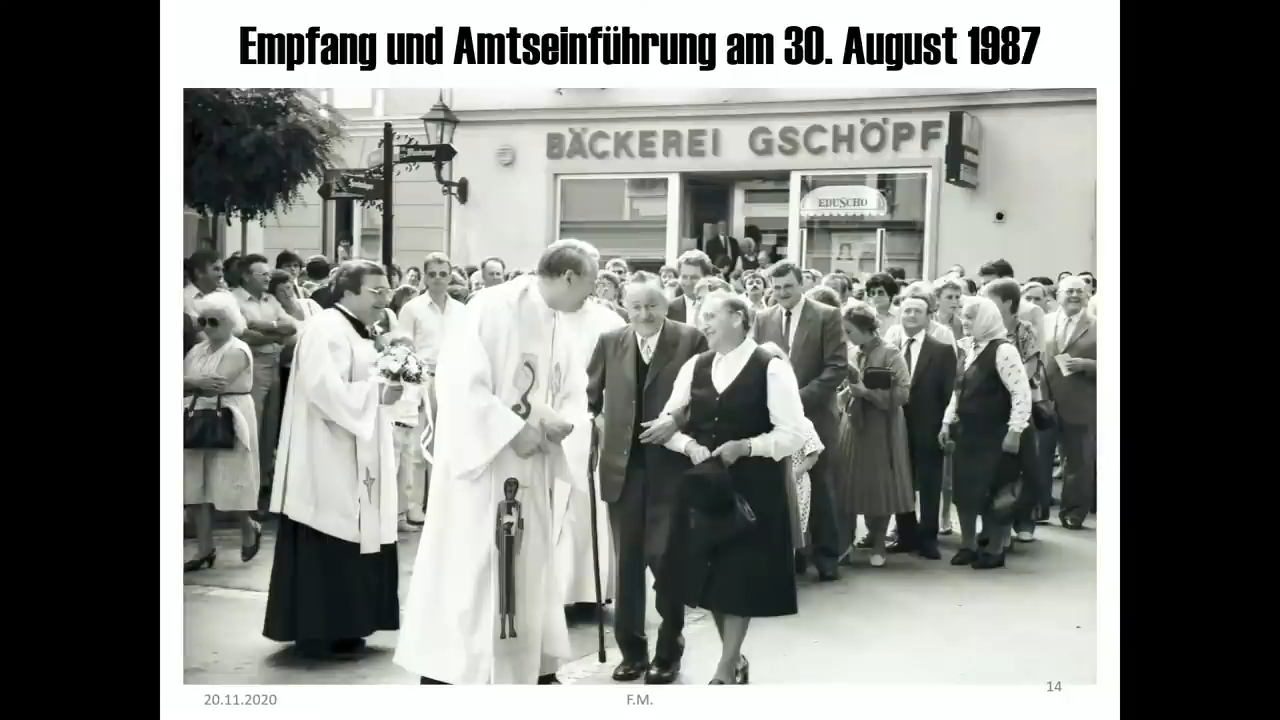 Empfang und Amtseinführung am 30. August 1987
BÄCKEREI GSCHÖPF
EDUSCHO
20.11.2020
F.M.
14